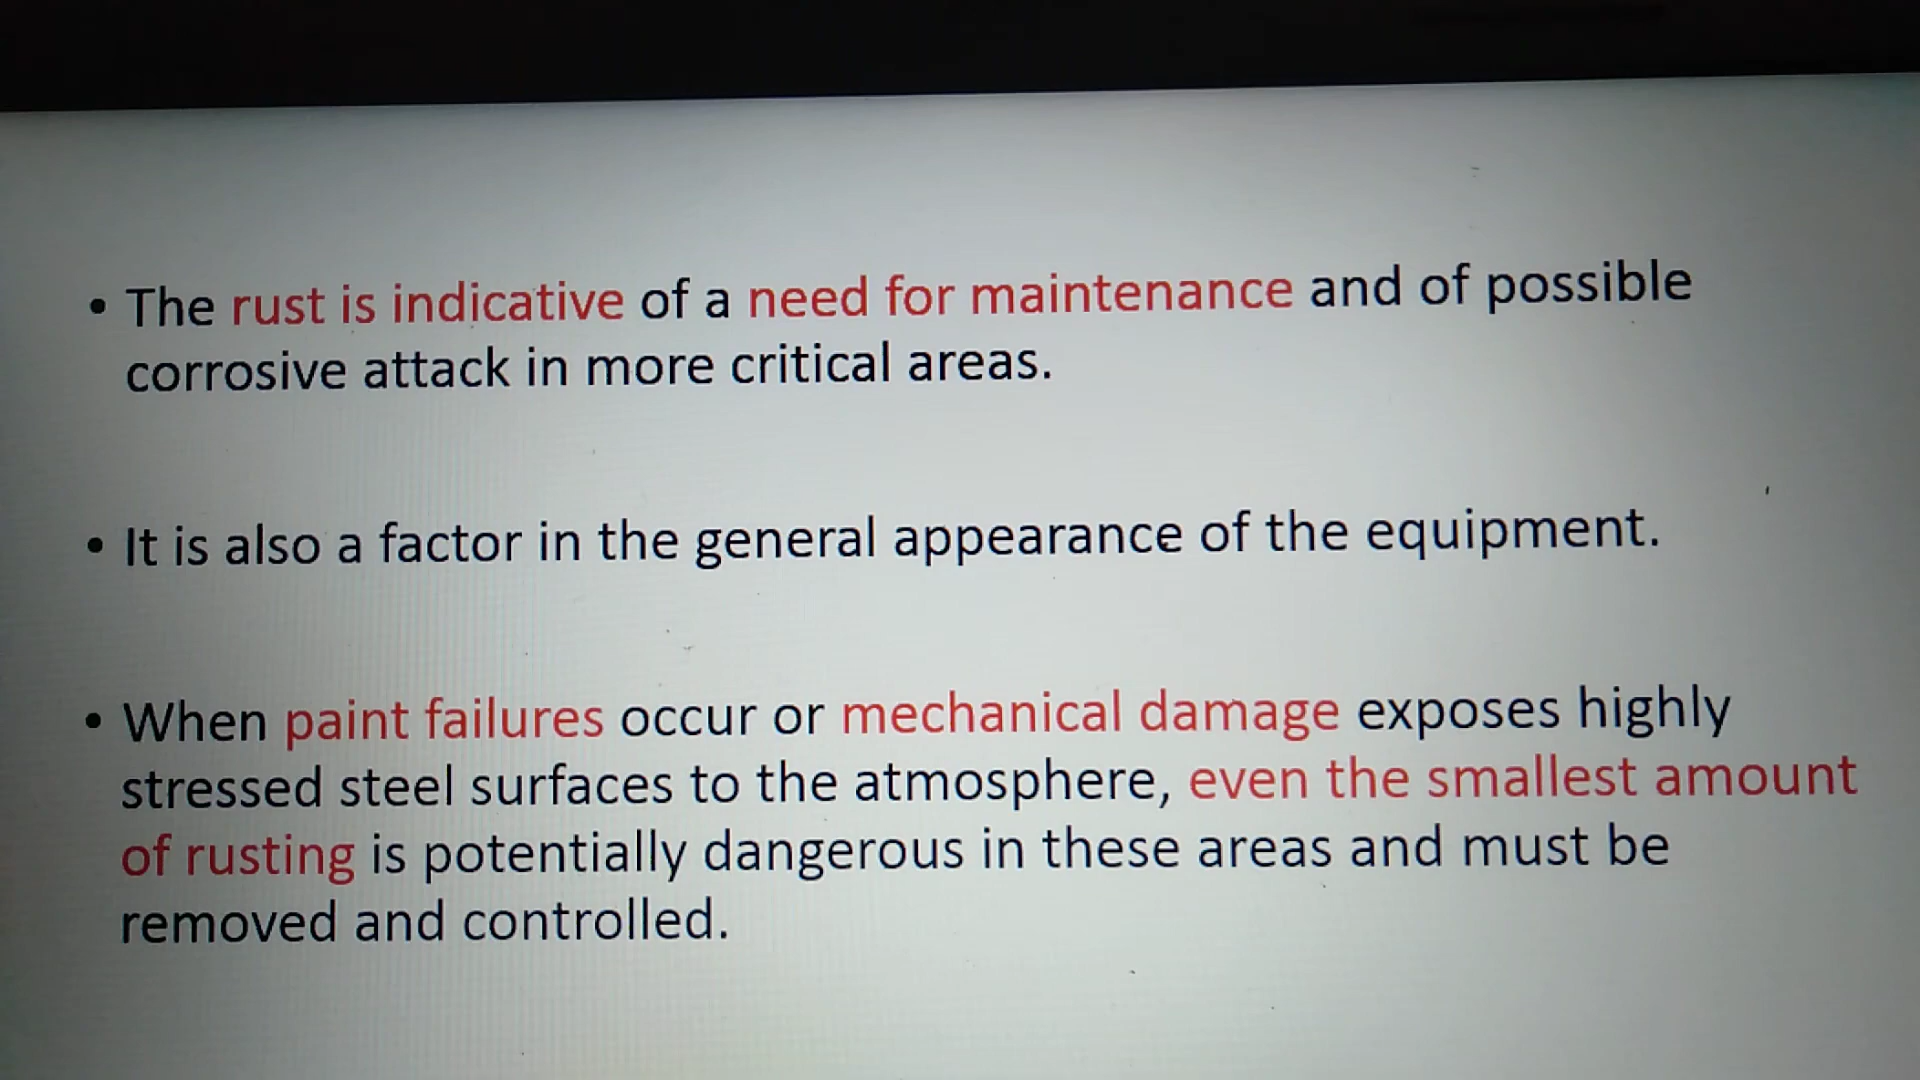 • The rust is indicative of a need for maintenance and of possible
corrosive attack in more critical areas.
• It is also a factor in the general appearance of the equipment.
• When paint failures occur or mechanical damage exposes highly
stressed steel surfaces to the atmosphere, even the smallest amount
of rusting is potentially dangerous in these areas and must be
removed and controlled.